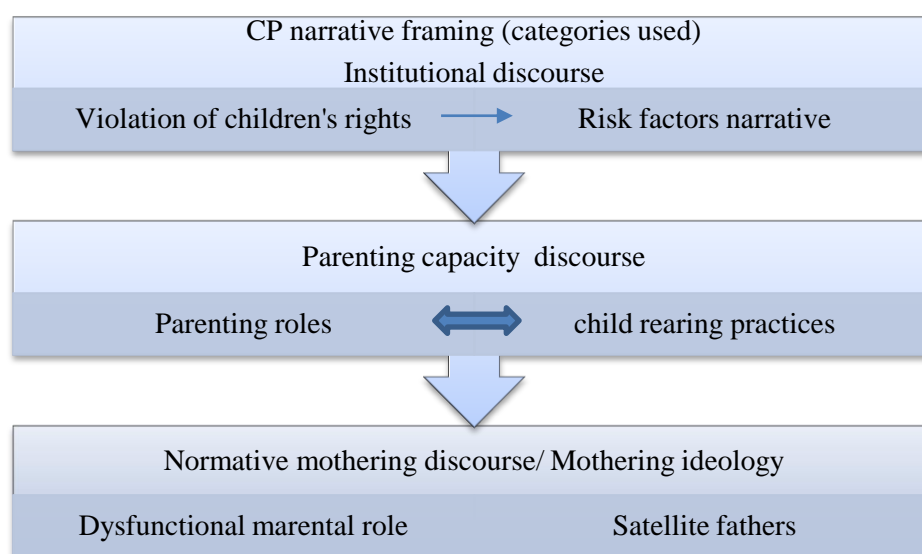 CP narrative framing (categories used)
Institutional discourse
Violation of children's rights Risk factors narrative
Parenting capacity discourse
Parenting roles child rearing practices
Normative mothering discourse/ Mothering ideology
Dysfunctional marental role Satellite fathers